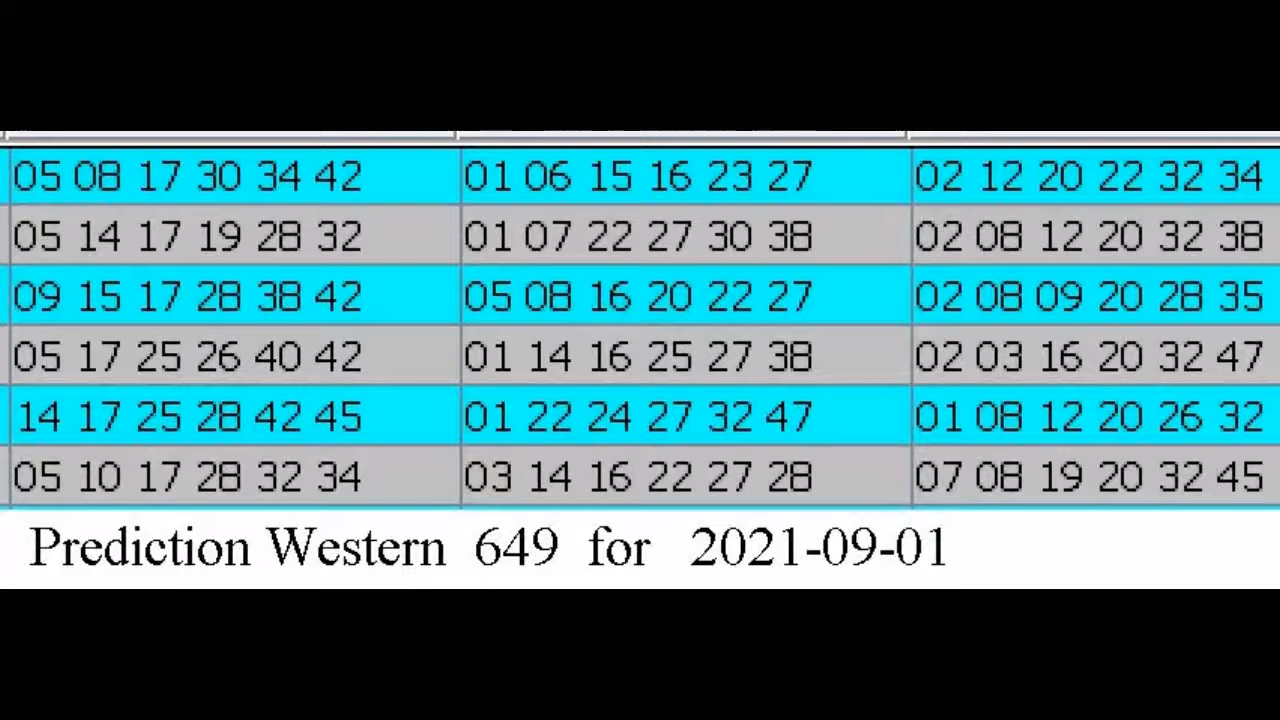 05 08 17 30 34 42 01 06 15 16 23 27 02 12 20 22 32 34
05 14 17 19 28 32 01 07 22 27 30 38 02 08 12 20 32 38
09 15 17 28 38 42 05 08 16 20 22 27 02 08 09 20 28 35
05 17 25 26 40 42 01 14 16 25 27 38 02 03 16 20 32 47
14 17 25 28 42 45 01 22 24 27 32 47 01 08 12 20 26 32
05 10 17 28 32 34 03 14 16 22 27 28 07 08 19 20 32 45
Prediction Western 649 for 2021-09-01